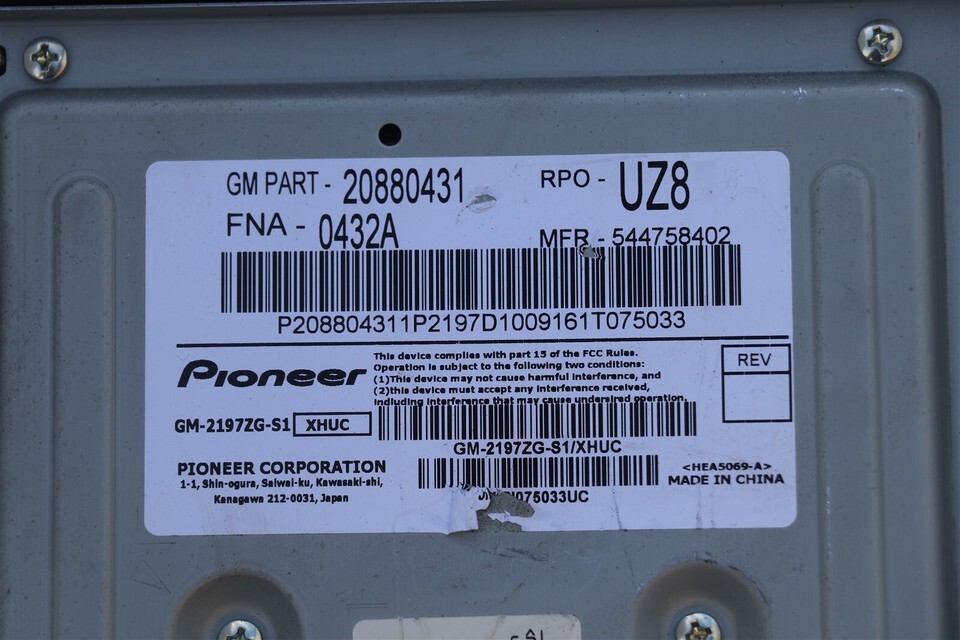 GM PART - 20880431
RPO - UZ8
FNA - 0432A
MFR - 544758402
P208804311P2197D1009161T075033
Pioneer
This device complies with part 15 of the FCC Rules.
Operation is subject to the following two conditions:
(1)This device may not cause harmful interference, and
(2)this device must accept any interference received,
including interference that may cause undersired operation.
REV
GM-2197ZG-S1 XHUC
GM-2197ZG-S1/XHUC
PIONEER CORPORATION
1-1, Shin-ogura, Saiwai-ku, Kawasaki-shi,
Kanagawa 212-0031, Japan
075033UC
<HEA5069-A>
MADE IN CHINA